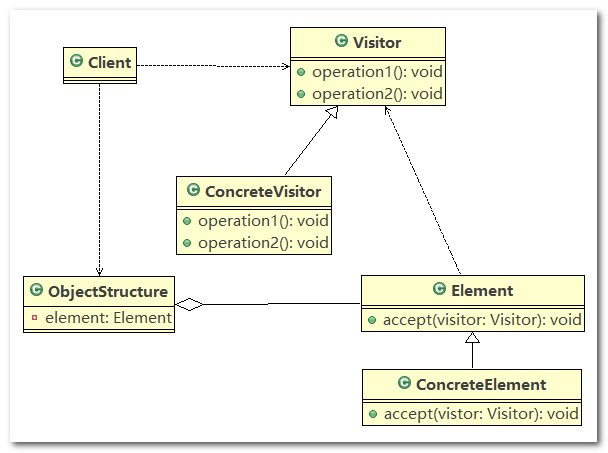 Client
Visitor
operation1(): void
operation2(): void
ConcreteVisitor
operation1(): void
operation2(): void
ObjectStructure
element: Element
Element
accept(visitor: Visitor): void
ConcreteElement
accept(vistor: Visitor): void